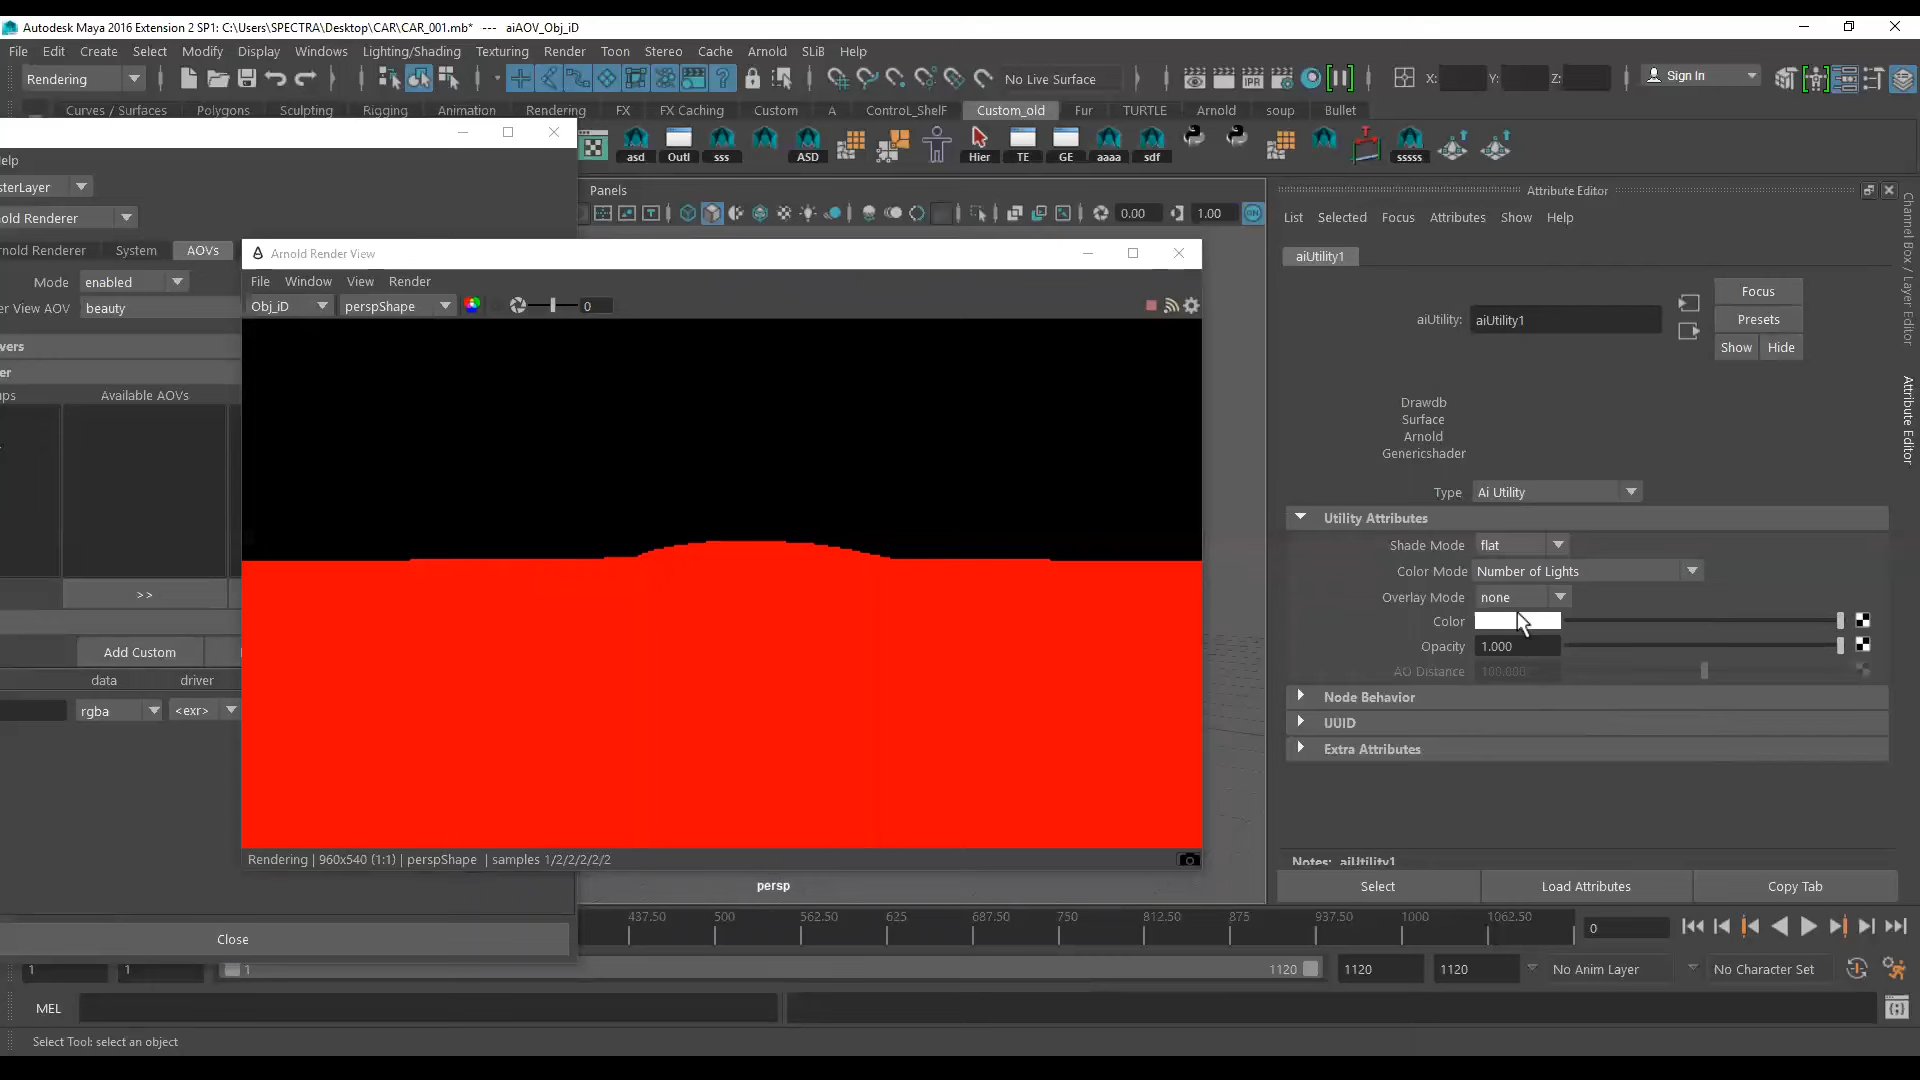 Autodesk Maya 2016 Extension 2 SP1: C:\Users\SPECTRA\Desktop\CAR\CAR_001.mb* --- aiAOV_Obj_iD
File Edit Create Select Modify Display Windows Lighting/Shading Texturing Render Toon Stereo Cache Arnold SLiB Help
Rendering No Live Surface X: Y: Z: Sign In
Curves / Surfaces Polygons Sculpting Rigging Animation Rendering FX FX Caching Custom A ControL_ShelF Custom_old Fur TURTLE Arnold soup Bullet
asd Outl sss ASD Hier TE GE aaaa sdf sssss
elp
sterLayer
old Renderer
rnold Renderer System AOVs
Mode enabled
er View AOV beauty
vers
er
ups Available AOVs
>>
Add Custom
data driver
rgba <exr>
Close
Panels
0.00 1.00 ON
Arnold Render View
File Window View Render
Obj_iD perspShape 0
Rendering | 960x540 (1:1) | perspShape | samples 1/2/2/2/2/2
persp
Attribute Editor
List Selected Focus Attributes Show Help
aiUtility1
aiUtility: aiUtility1
Focus
Presets
Show Hide
Drawdb
Surface
Arnold
Genericshader
Type Ai Utility
Utility Attributes
Shade Mode flat
Color Mode Number of Lights
Overlay Mode none
Color
Opacity 1.000
AO Distance 100.000
Node Behavior
UUID
Extra Attributes
Notes: aiUtility1
Select Load Attributes Copy Tab
Channel Box / Layer Editor
Attribute Editor
437.50 500 562.50 625 687.50 750 812.50 875 937.50 1000 1062.50 0
1 1 1 1120 1120 1120 No Anim Layer No Character Set
MEL
Select Tool: select an object